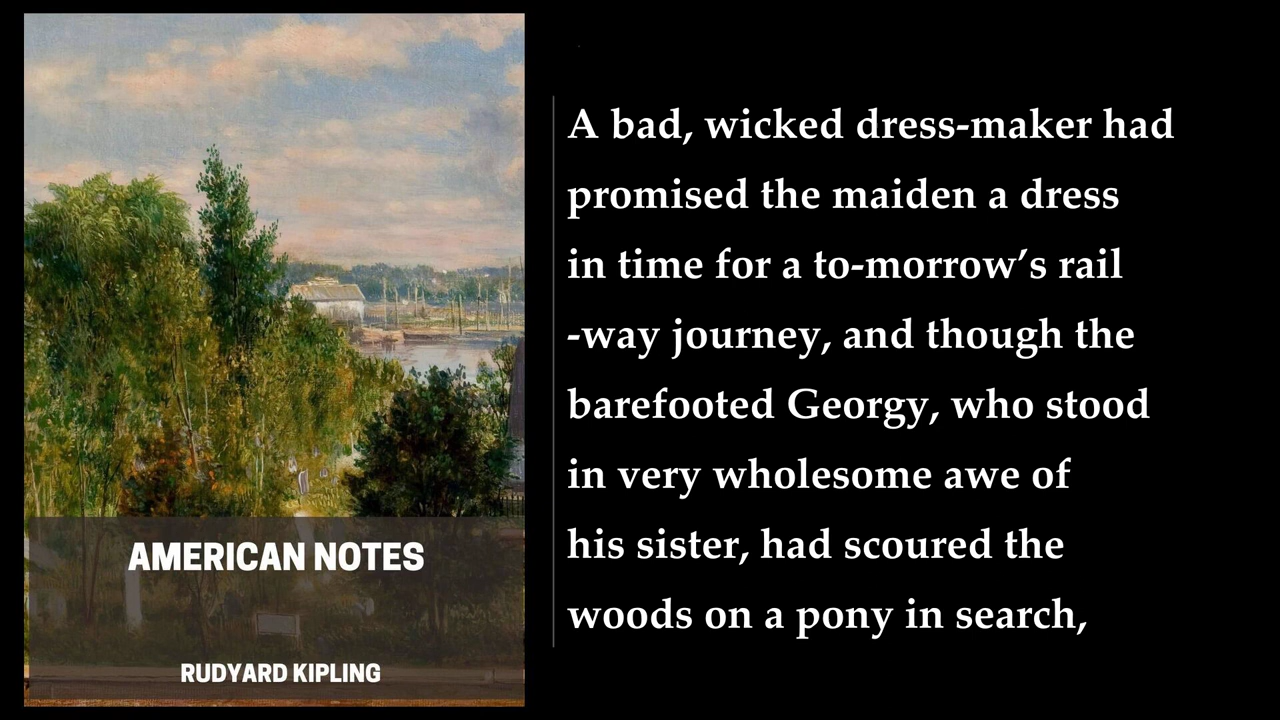 AMERICAN NOTES
RUDYARD KIPLING
A bad, wicked dress-maker had
promised the maiden a dress
in time for a to-morrow’s rail
-way journey, and though the
barefooted Georgy, who stood
in very wholesome awe of
his sister, had scoured the
woods on a pony in search,